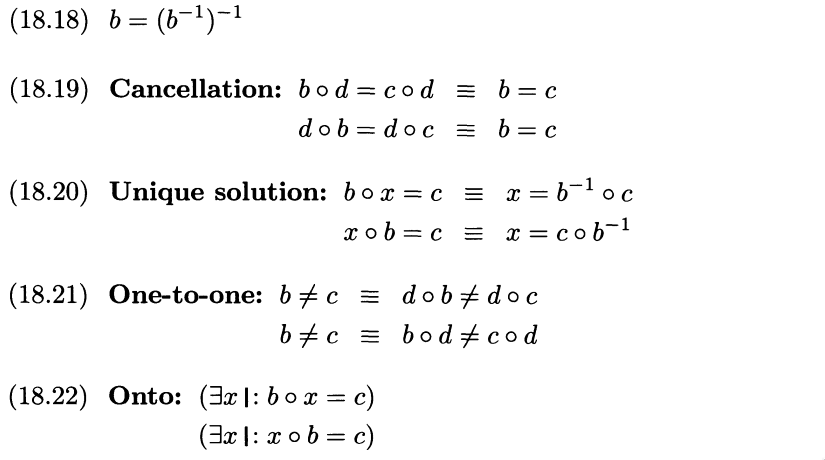 (18.18) b = (b⁻¹)⁻¹
(18.19) Cancellation: b ∘ d = c ∘ d ≡ b = c
d ∘ b = d ∘ c ≡ b = c
(18.20) Unique solution: b ∘ x = c ≡ x = b⁻¹ ∘ c
x ∘ b = c ≡ x = c ∘ b⁻¹
(18.21) One-to-one: b ≠ c ≡ d ∘ b ≠ d ∘ c
b ≠ c ≡ b ∘ d ≠ c ∘ d
(18.22) Onto: (∃x |: b ∘ x = c)
(∃x |: x ∘ b = c)